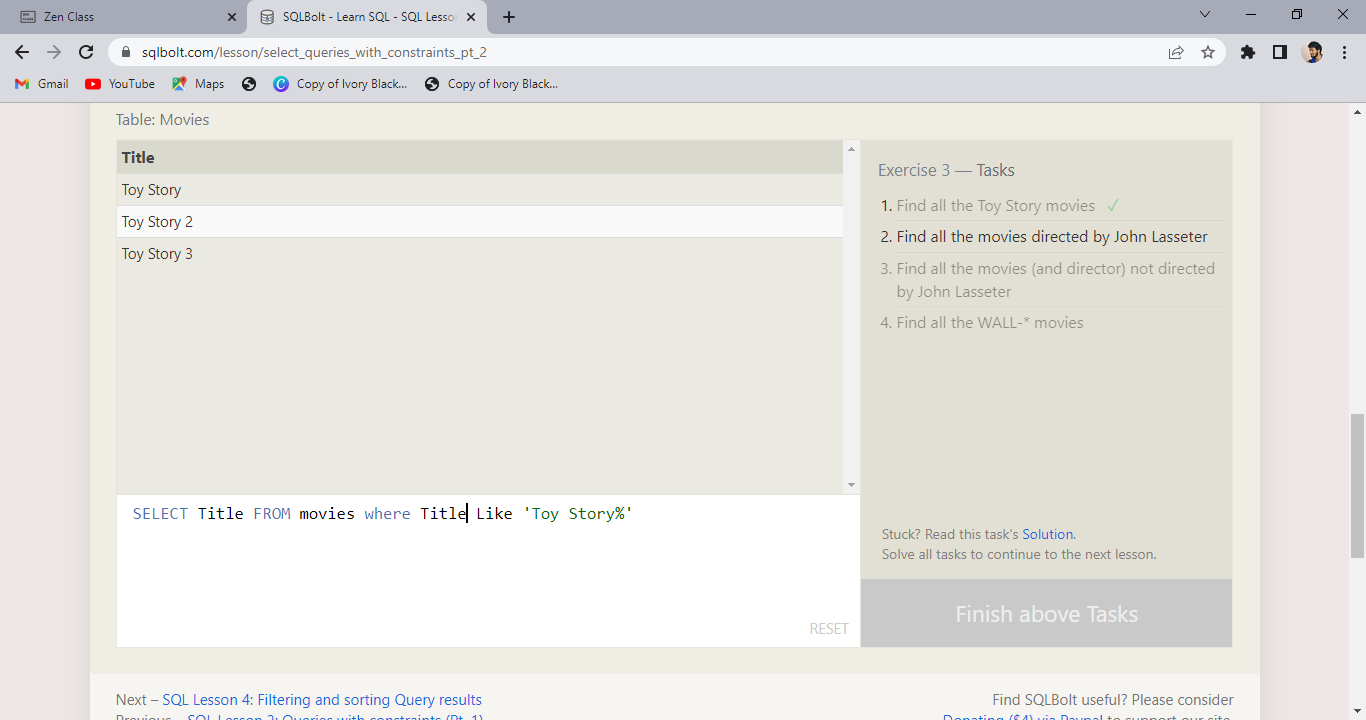 Zen Class
SQLBolt - Learn SQL - SQL Lesson
sqlbolt.com/lesson/select_queries_with_constraints_pt_2
Gmail
YouTube
Maps
Copy of Ivory Black...
Copy of Ivory Black...
Table: Movies
Title
Toy Story
Toy Story 2
Toy Story 3
SELECT Title FROM movies where Title Like 'Toy Story%'
RESET
Exercise 3 — Tasks
1. Find all the Toy Story movies ✓
2. Find all the movies directed by John Lasseter
3. Find all the movies (and director) not directed
by John Lasseter
4. Find all the WALL-* movies
Stuck? Read this task's Solution.
Solve all tasks to continue to the next lesson.
Finish above Tasks
Next – SQL Lesson 4: Filtering and sorting Query results
Previous – SQL Lesson 2: Queries with constraints (Pt. 1)
Find SQLBolt useful? Please consider
Donating ($4) via Paypal to support our site.